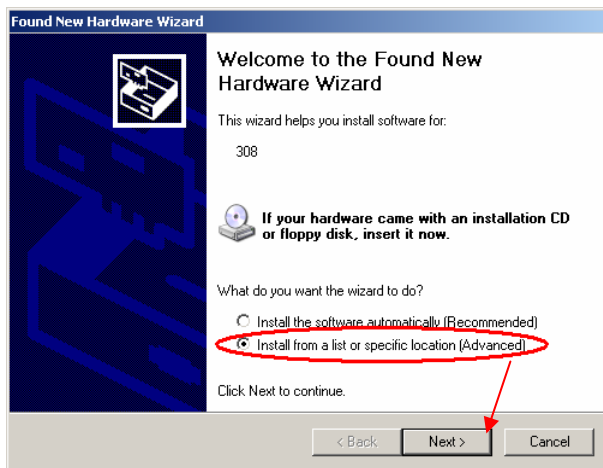 Found New Hardware Wizard
Welcome to the Found New
Hardware Wizard
This wizard helps you install software for:
308
If your hardware came with an installation CD
or floppy disk, insert it now.
What do you want the wizard to do?
Install the software automatically (Recommended)
Install from a list or specific location (Advanced)
Click Next to continue.
< Back
Next >
Cancel